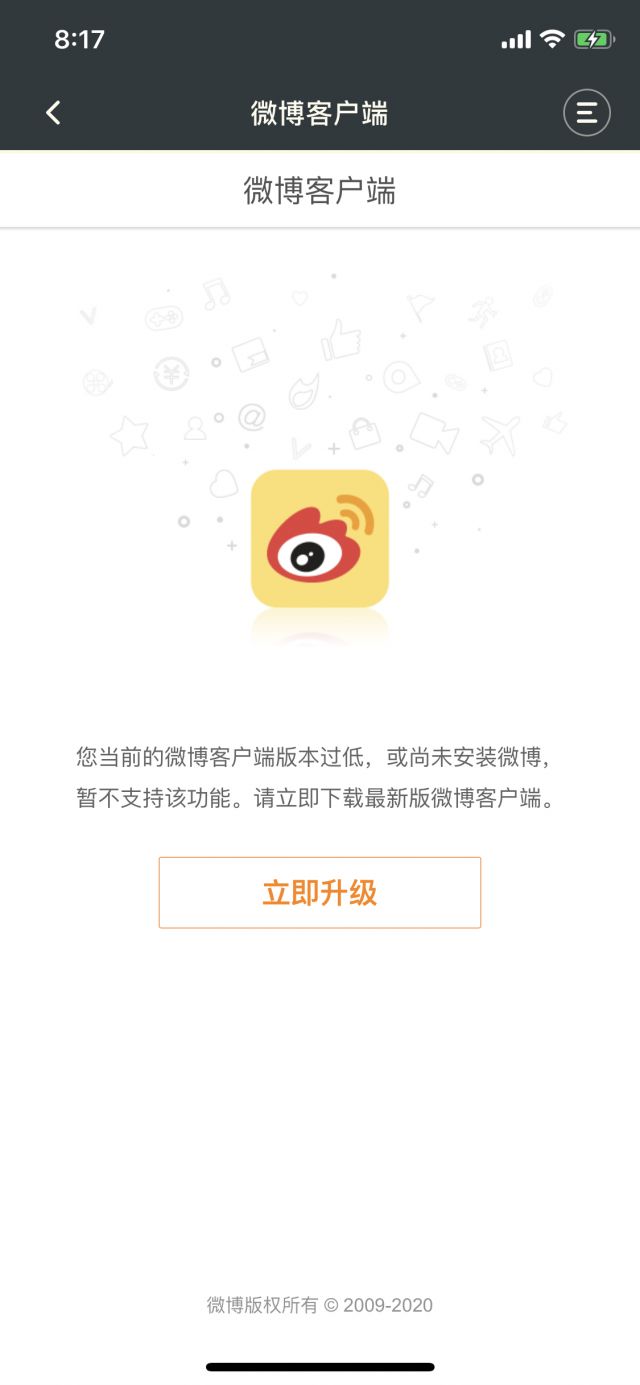 8:17
微博客户端
微博客户端
您当前的微博客户端版本过低，或尚未安装微博，
暂不支持该功能。请立即下载最新版微博客户端。
立即升级
微博版权所有 © 2009-2020